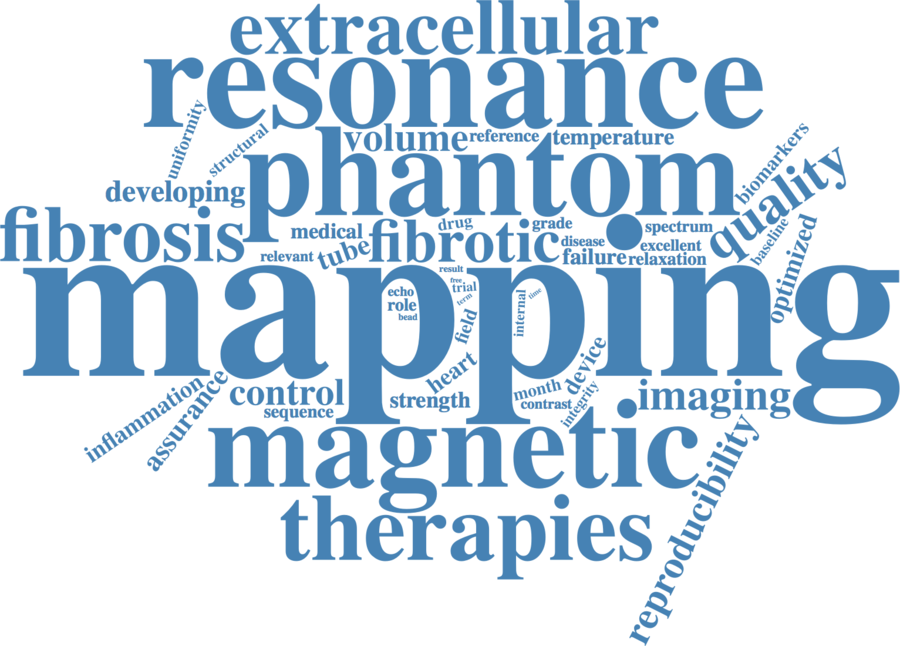 extracellular
resonance
uniformity
structural
volume
reference
temperature
biomarkers
phantom
developing
quality
fibrosis
medical
drug
grade
spectrum
tube
fibrotic
disease
excellent
baseline
optimized
relevant
failure
relaxation
mapping
result
free
trial
term
echo
role
bead
internal
time
field
heart
device
inflammation
assurance
control
sequence
strength
month
contrast
integrity
imaging
magnetic
reproducibility
therapies